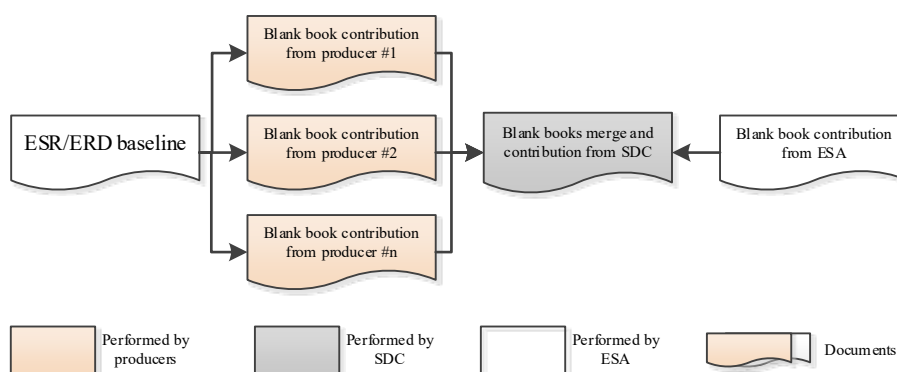 Blank book contribution
from producer #1
ESR/ERD baseline
Blank book contribution
from producer #2
Blank books merge and
contribution from SDC
Blank book contribution
from ESA
Blank book contribution
from producer #n
Performed by
producers
Performed by
SDC
Performed by
ESA
Documents